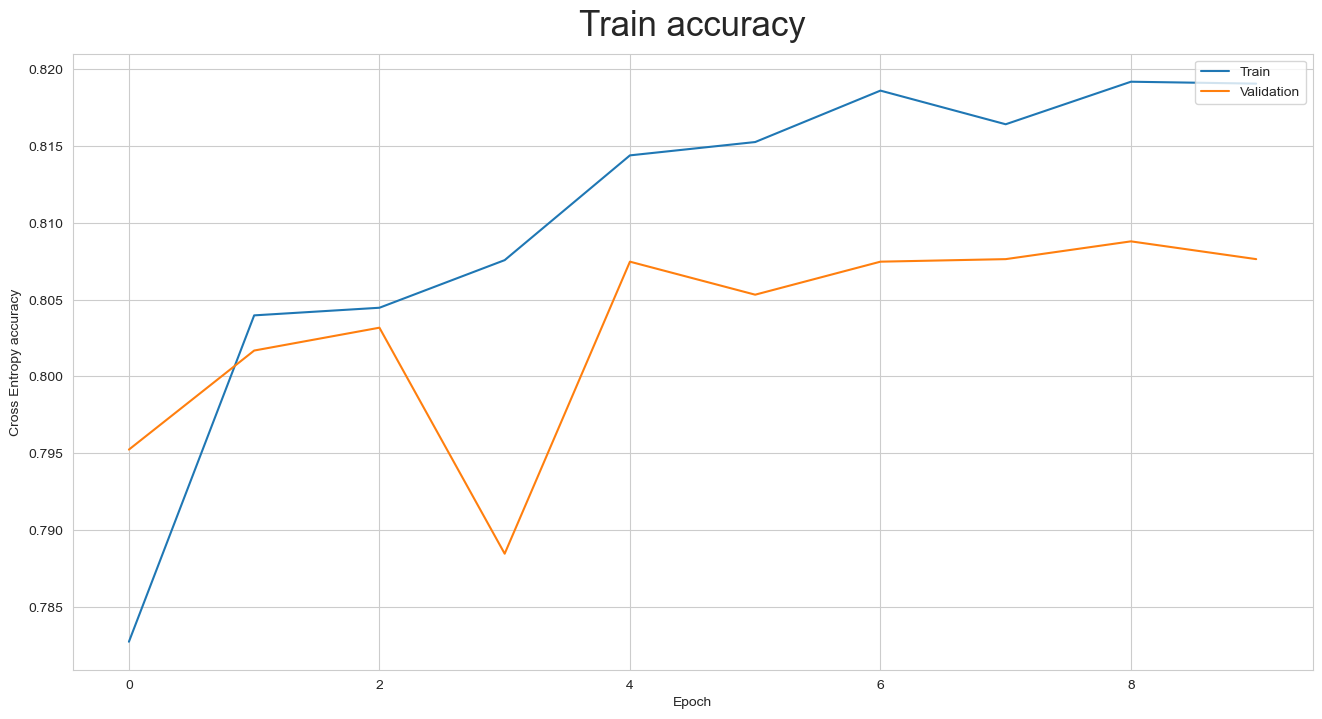 Train accuracy
Train
Validation
Cross Entropy accuracy
0.820
0.815
0.810
0.805
0.800
0.795
0.790
0.785
0 2 4 6 8
Epoch